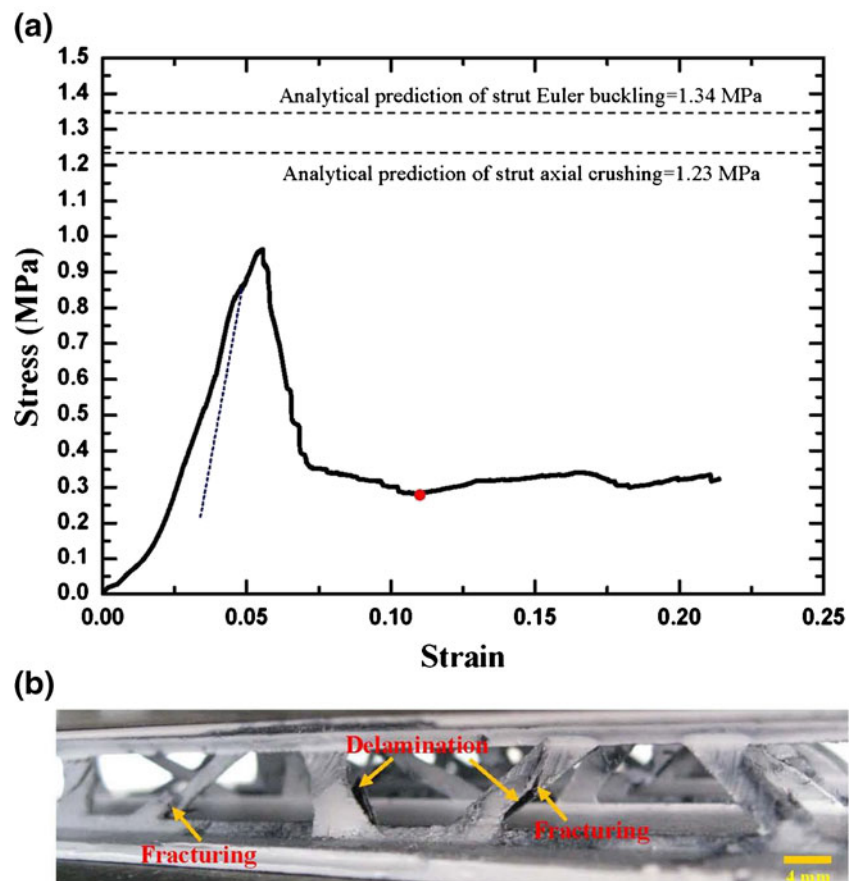 (a)
1.5
1.4
1.3
1.2
1.1
1.0
0.9
0.8
0.7
0.6
0.5
0.4
0.3
0.2
0.1
0.0
Stress (MPa)
Analytical prediction of strut Euler buckling=1.34 MPa
Analytical prediction of strut axial crushing=1.23 MPa
0.00 0.05 0.10 0.15 0.20 0.25
Strain
(b)
Delamination
Fracturing
Fracturing
4 mm